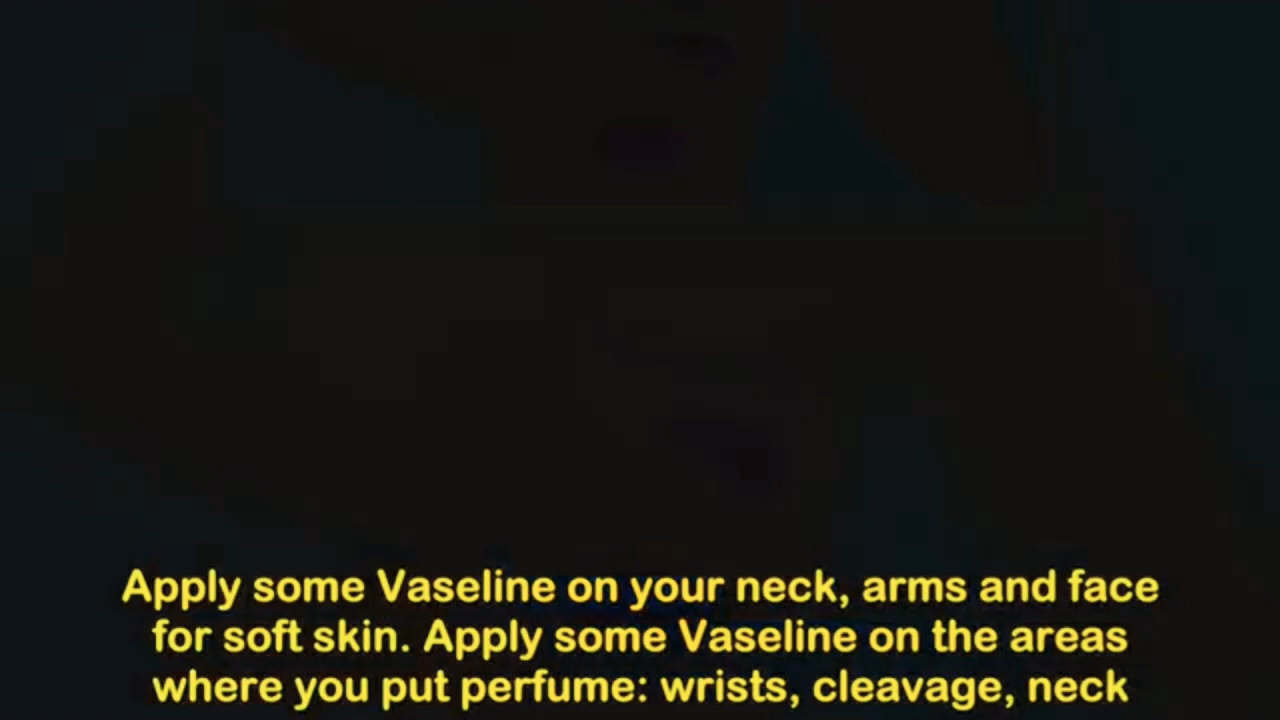 Apply some Vaseline on your neck, arms and face
for soft skin. Apply some Vaseline on the areas
where you put perfume: wrists, cleavage, neck